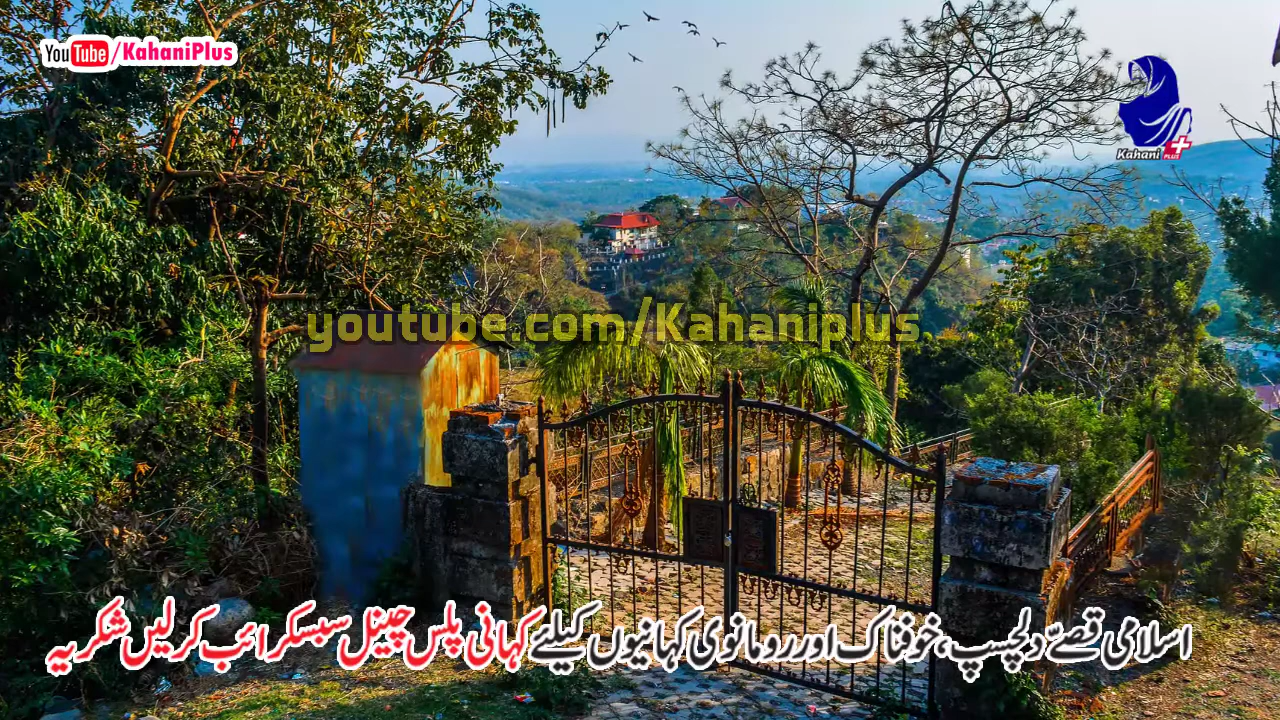 YouTube/KahaniPlus
Kahani PLUS
youtube.com/Kahaniplus
اسلامی قصے، دلچسپ، خوفناک اور رومانوی کہانیوں کیلئے کہانی پلس چینل سبسکرائب کرلیں شکریہ